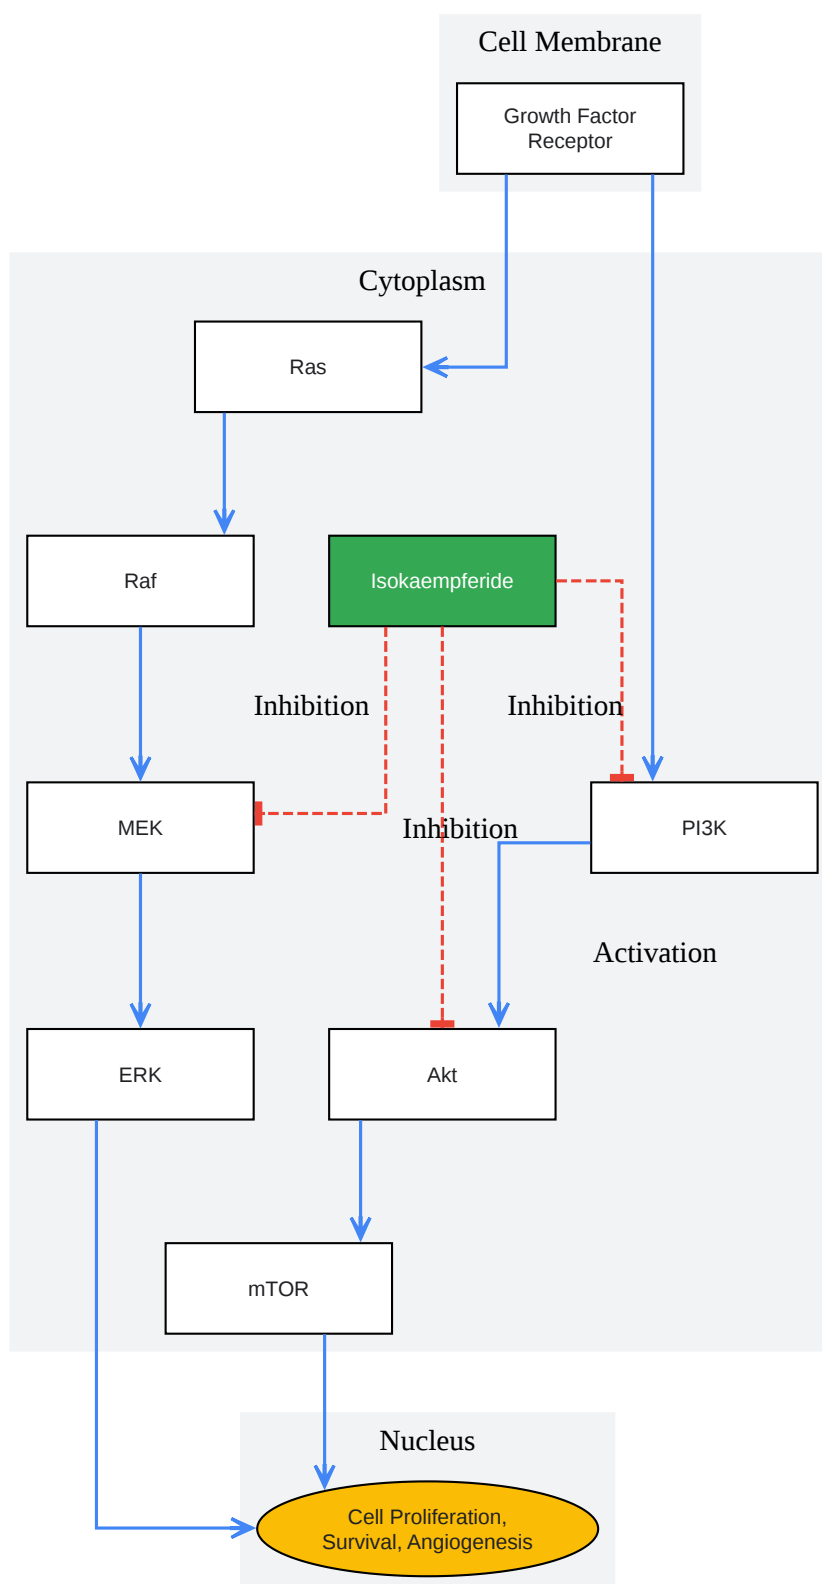 Cell Membrane
Growth Factor
Receptor
Cytoplasm
Ras
Raf
Isokaempferide
Inhibition
Inhibition
MEK
Inhibition
PI3K
Activation
ERK
Akt
mTOR
Nucleus
Cell Proliferation,
Survival, Angiogenesis